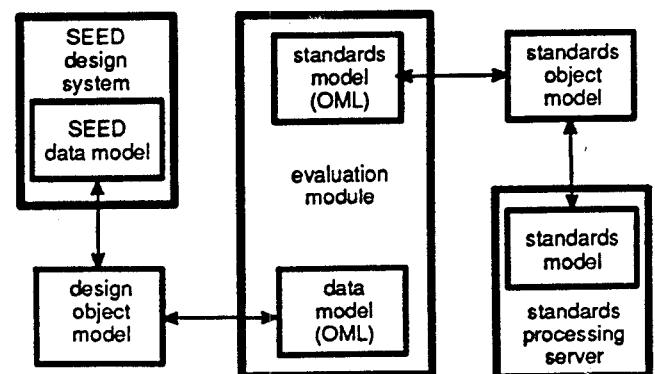 SEED
design
system
SEED
data model
design
object
model
standards
model
(OML)
evaluation
module
data
model
(OML)
standards
object
model
standards
model
standards
processing
server